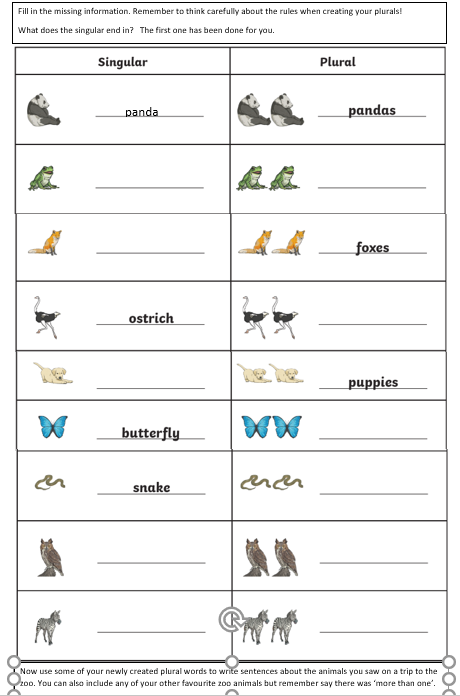 Fill in the missing information. Remember to think carefully about the rules when creating your plurals!
What does the singular end in? The first one has been done for you.
Singular Plural
panda pandas
foxes
ostrich
puppies
butterfly
snake
Now use some of your newly created plural words to write sentences about the animals you saw on a trip to the
zoo. You can also include any of your other favourite zoo animals but remember say there was ‘more than one’.